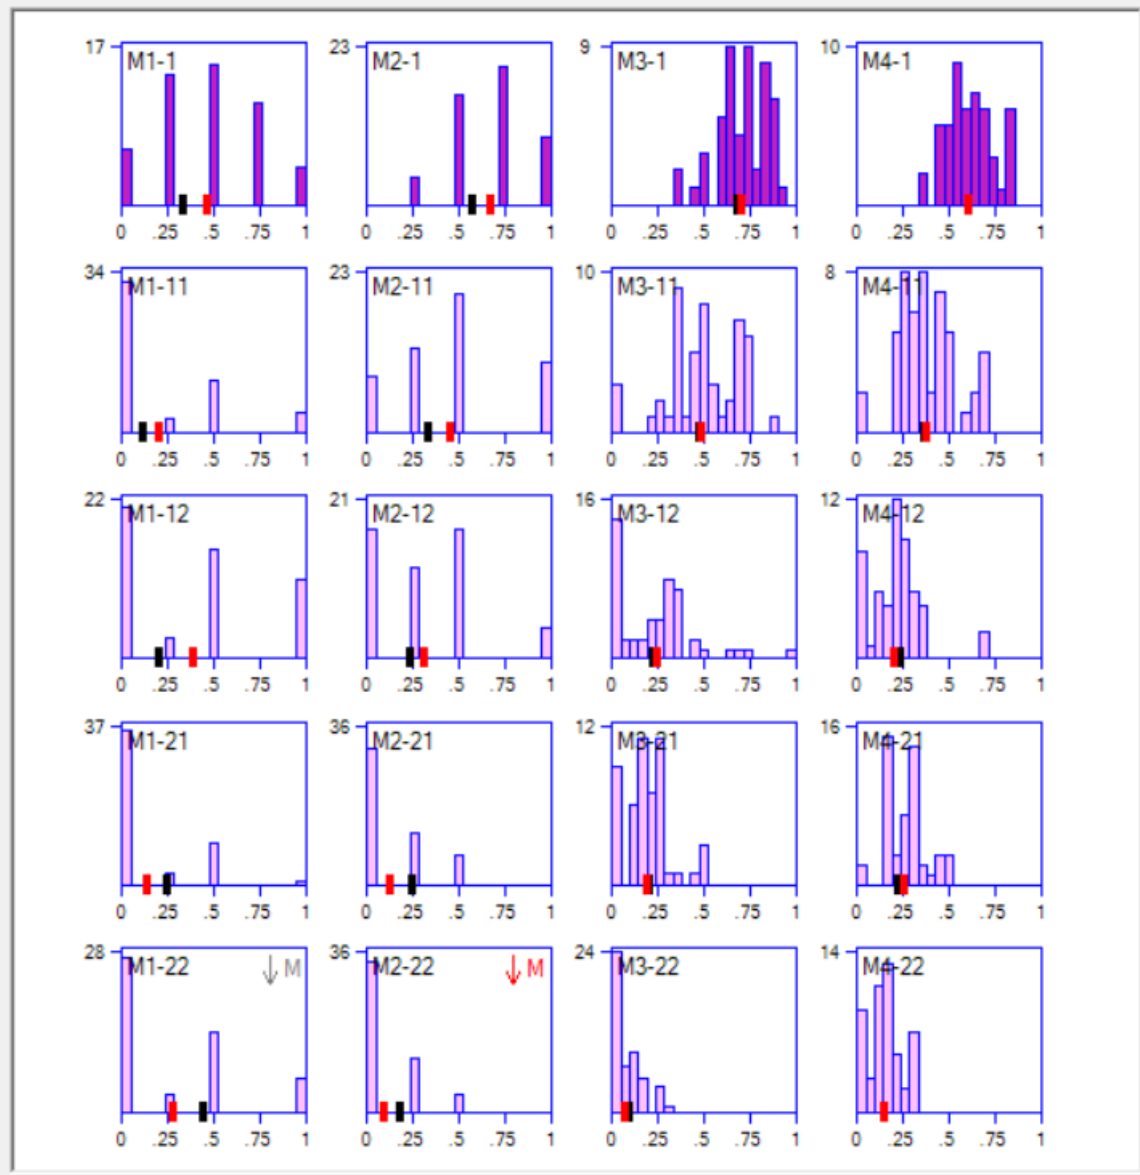 17 M1-1 23 M2-1 9 M3-1 10 M4-1
0 .25 .5 .75 1 0 .25 .5 .75 1 0 .25 .5 .75 1 0 .25 .5 .75 1
34 M1-11 23 M2-11 10 M3-11 8 M4-11
0 .25 .5 .75 1 0 .25 .5 .75 1 0 .25 .5 .75 1 0 .25 .5 .75 1
22 M1-12 21 M2-12 16 M3-12 12 M4-12
0 .25 .5 .75 1 0 .25 .5 .75 1 0 .25 .5 .75 1 0 .25 .5 .75 1
37 M1-21 36 M2-21 12 M3-21 16 M4-21
0 .25 .5 .75 1 0 .25 .5 .75 1 0 .25 .5 .75 1 0 .25 .5 .75 1
28 M1-22 ↓ M 36 M2-22 ↓ M 24 M3-22 14 M4-22
0 .25 .5 .75 1 0 .25 .5 .75 1 0 .25 .5 .75 1 0 .25 .5 .75 1